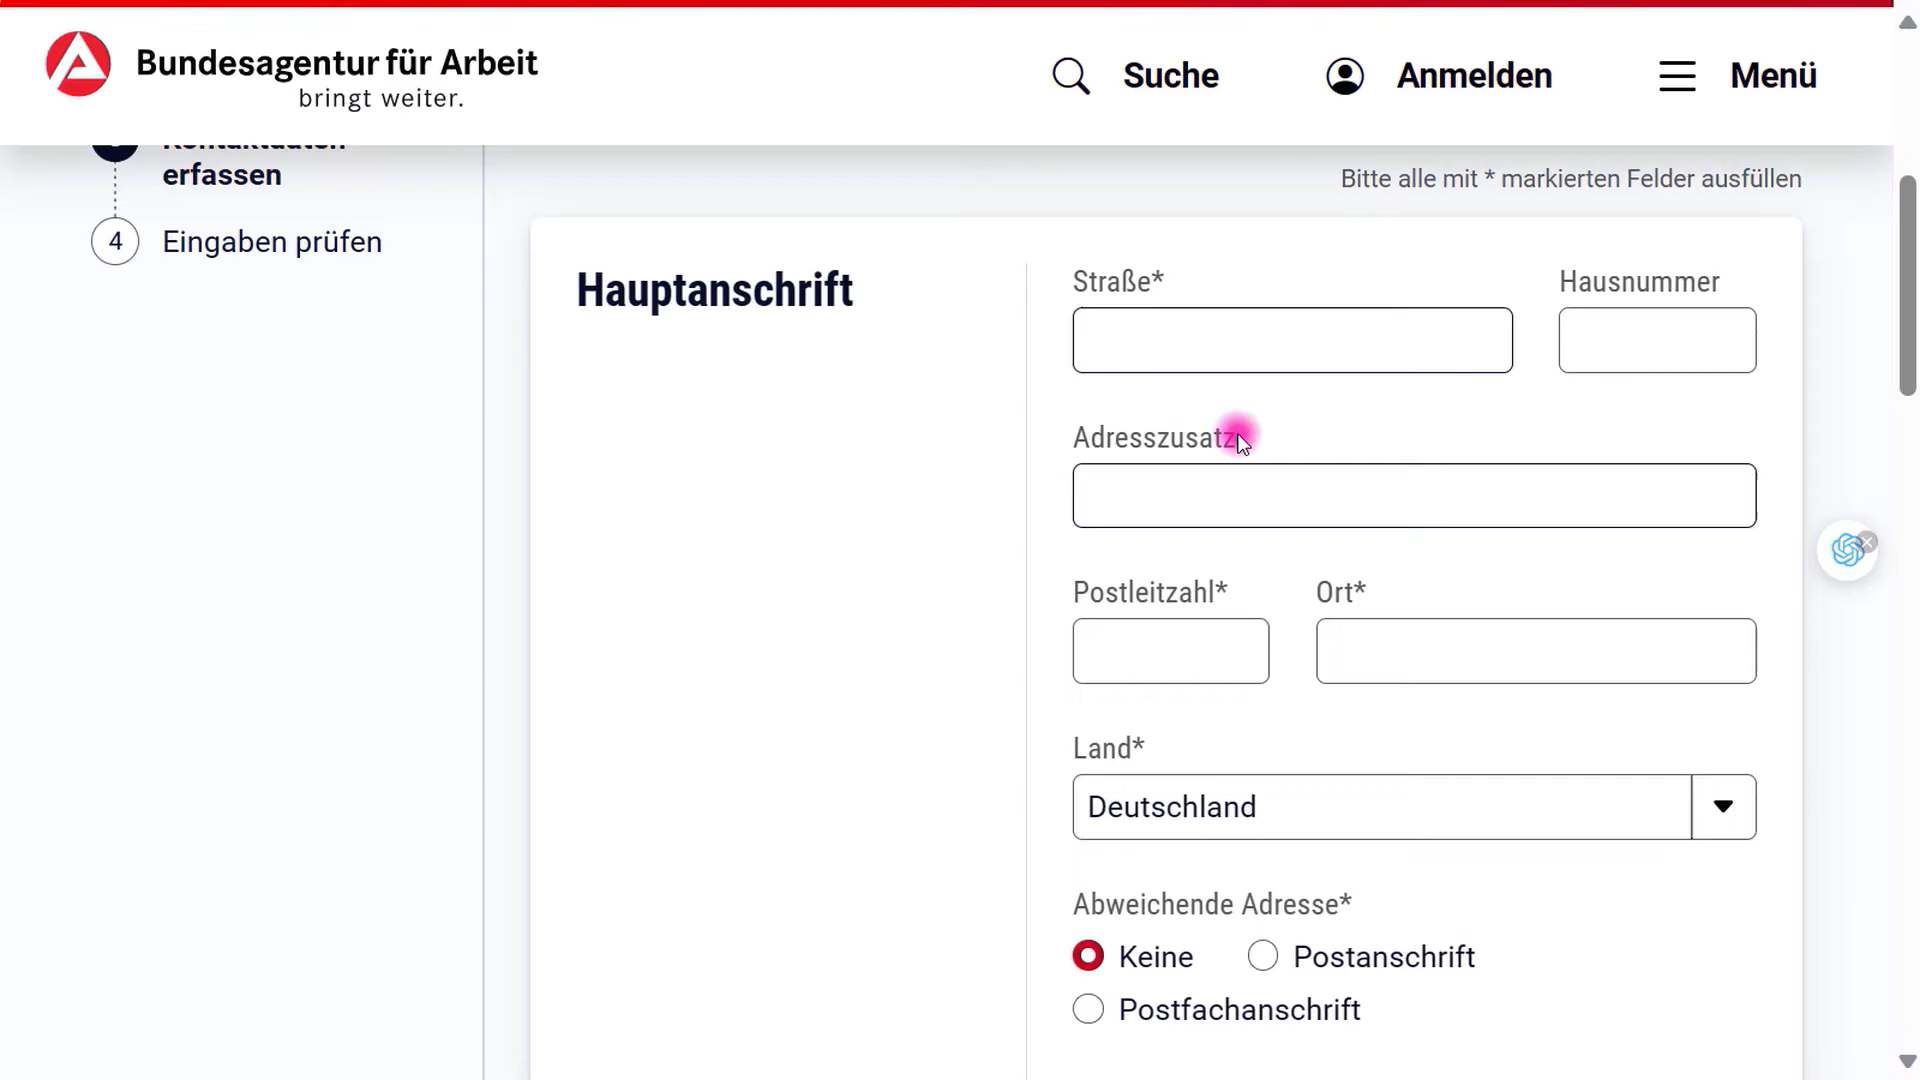 Bundesagentur für Arbeit
bringt weiter.
Suche
Anmelden
Menü
erfassen
4 Eingaben prüfen
Bitte alle mit * markierten Felder ausfüllen
Hauptanschrift
Straße*
Hausnummer
Adresszusatz
Postleitzahl*
Ort*
Land*
Deutschland
Abweichende Adresse*
Keine
Postanschrift
Postfachanschrift